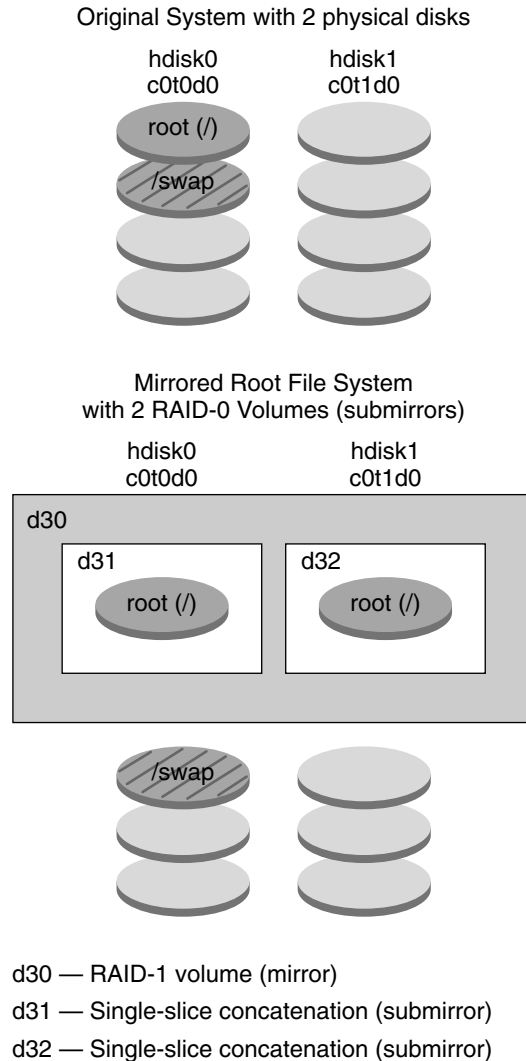 Original System with 2 physical disks
hdisk0
c0t0d0
hdisk1
c0t1d0
root (/)
/swap
Mirrored Root File System
with 2 RAID-0 Volumes (submirrors)
hdisk0
c0t0d0
hdisk1
c0t1d0
d30
d31
root (/)
d32
root (/)
/swap
d30 — RAID-1 volume (mirror)
d31 — Single-slice concatenation (submirror)
d32 — Single-slice concatenation (submirror)